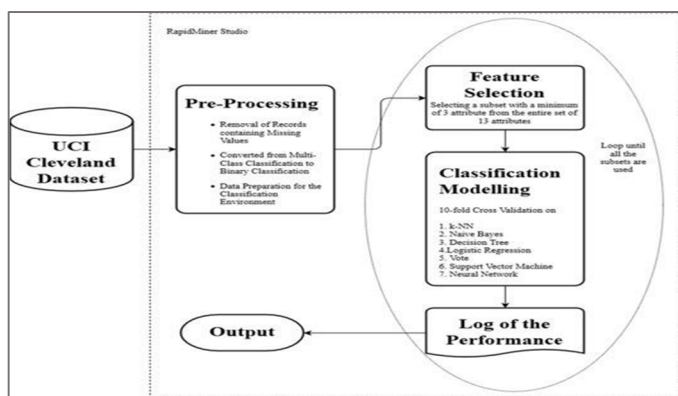 RapidMiner Studio
UCI
Cleveland
Dataset
Pre-Processing
• Removal of Records
containing Missing
Values
• Converted from Multi-
Class Classification to
Binary Classification
• Data Preparation for the
Classification
Environment
Feature
Selection
Selecting a subset with a minimum
of 3 attribute from the entire set of
13 attributes
Classification
Modelling
10-fold Cross Validation on
1. k-NN
2. Naive Bayes
3. Decision Tree
4.Logistic Regression
5. Vote
6. Support Vector Machine
7. Neural Network
Loop until
all the
subsets are
used
Log of the
Performance
Output